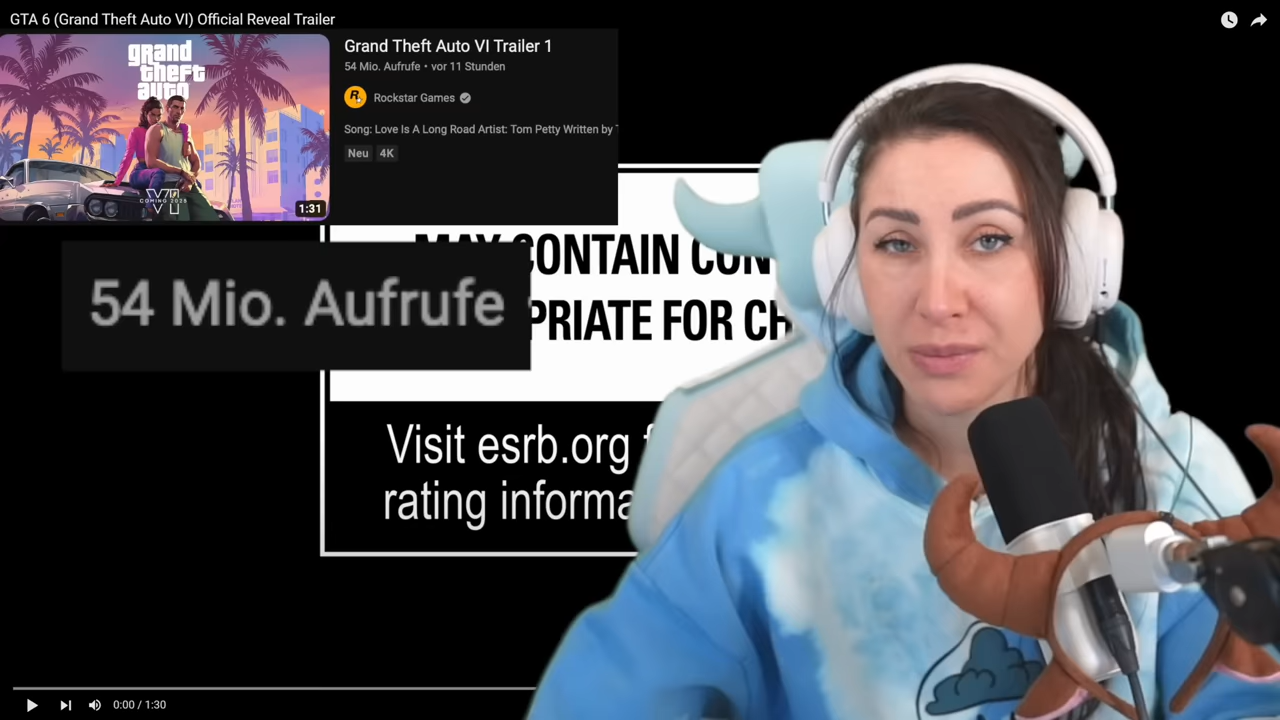 GTA 6 (Grand Theft Auto VI) Official Reveal Trailer
grand
theft
auto
VI
COMING 2025
1:31
Grand Theft Auto VI Trailer 1
54 Mio. Aufrufe • vor 11 Stunden
Rockstar Games
Song: Love Is A Long Road Artist: Tom Petty Written by
Neu 4K
MAY CONTAIN CON
54 Mio. Aufrufe
PRIATE FOR CH
Visit esrb.org
rating informa
0:00 / 1:30